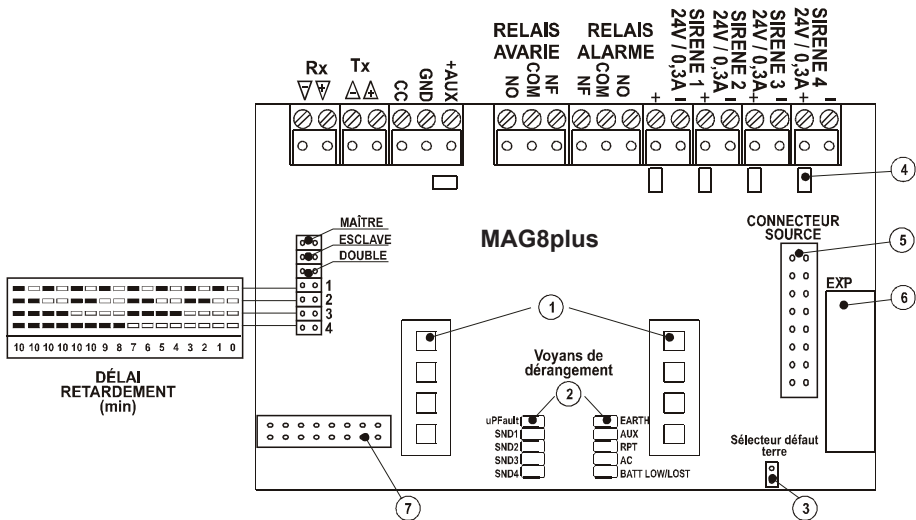 Rx
Tx
CC
GND
+AUX
RELAIS
AVARIE
NO
COM
NF
RELAIS
ALARME
NF
COM
NO
SIRENE 1
24V / 0,3A
+ -
SIRENE 2
24V / 0,3A
+ -
SIRENE 3
24V / 0,3A
+ -
SIRENE 4
24V / 0,3A
+ -
4
MAÎTRE
ESCLAVE
DOUBLE
MAG8plus
CONNECTEUR
SOURCE
5
EXP
6
1
2
3
4
10 10 10 10 10 10 9 8 7 6 5 4 3 2 1 0
DÉLAI
RETARDEMENT
(min)
1
Voyans de
dérangement
2
uPFault
SND1
SND2
SND3
SND4
EARTH
AUX
RPT
AC
BATT LOW/LOST
Sélecteur défaut
terre
3
7